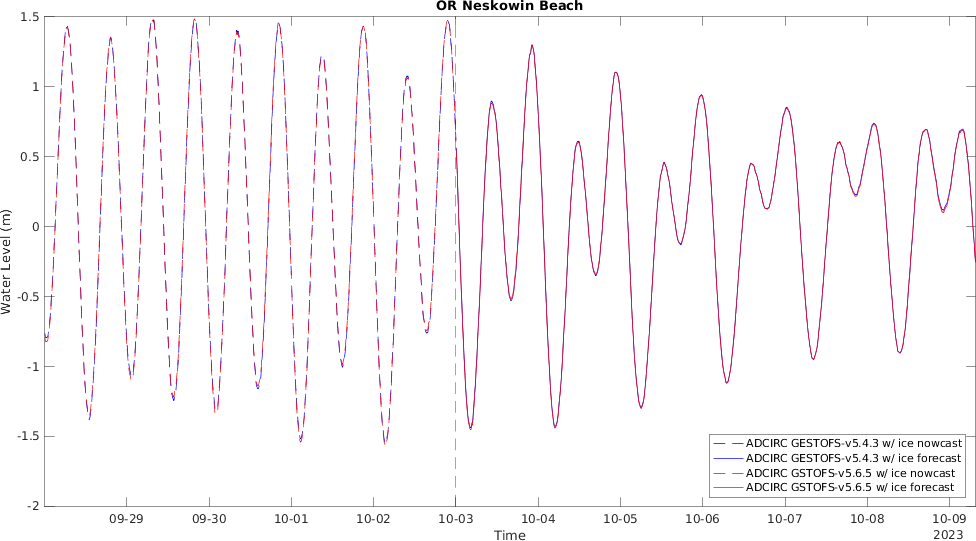 OR Neskowin Beach
1.5
1
0.5
0
-0.5
-1
-1.5
-2
Water Level (m)
ADCIRC GESTOFS-v5.4.3 w/ ice nowcast
ADCIRC GESTOFS-v5.4.3 w/ ice forecast
ADCIRC GSTOFS-v5.6.5 w/ ice nowcast
ADCIRC GSTOFS-v5.6.5 w/ ice forecast
09-29 09-30 10-01 10-02 10-03 10-04 10-05 10-06 10-07 10-08 10-09
2023
Time